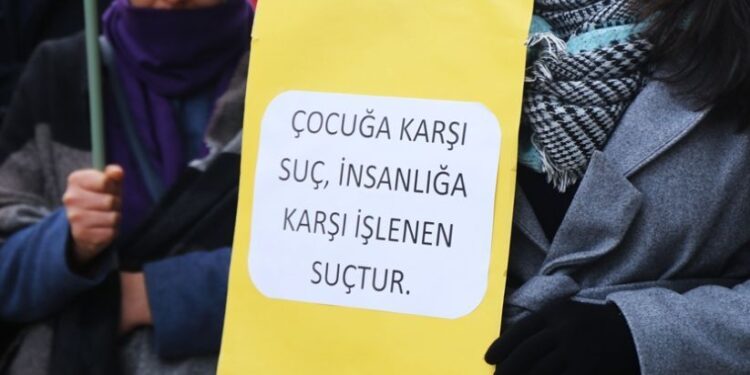 ÇOCUĞA KARŞI
SUÇ, İNSANLIĞA
KARŞI İŞLENEN
SUÇTUR.